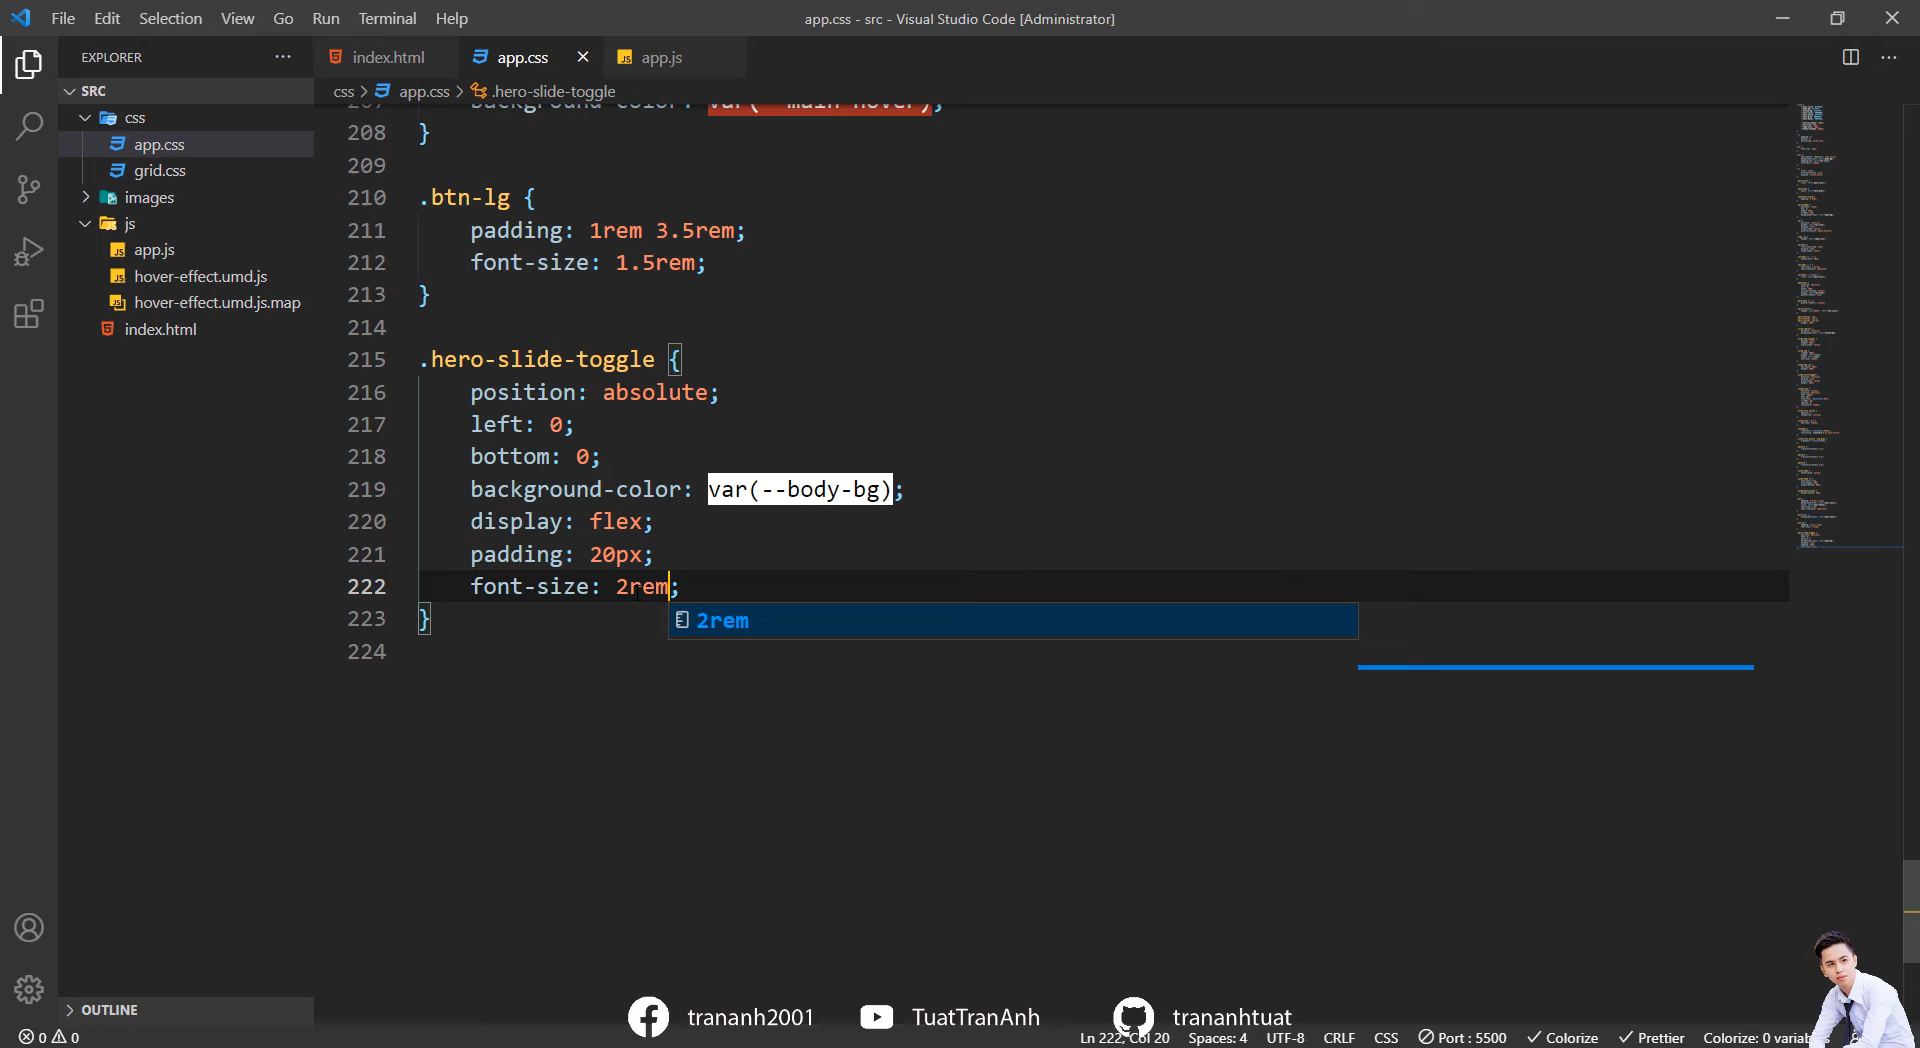 File Edit Selection View Go Run Terminal Help
app.css - src - Visual Studio Code [Administrator]
EXPLORER
index.html
app.css
app.js
SRC
css > app.css > .hero-slide-toggle
css
app.css
grid.css
images
js
app.js
hover-effect.umd.js
hover-effect.umd.js.map
index.html
207 background-color: var(--main-hover);
208 }
209
210 .btn-lg {
211 padding: 1rem 3.5rem;
212 font-size: 1.5rem;
213 }
214
215 .hero-slide-toggle {
216 position: absolute;
217 left: 0;
218 bottom: 0;
219 background-color: var(--body-bg);
220 display: flex;
221 padding: 20px;
222 font-size: 2rem;
223 }
2rem
224
OUTLINE
trananh2001 TuatTranAnh trananhtuat
0 0
Ln 222, Col 20 Spaces: 4 UTF-8 CRLF CSS Port : 5500 Colorize Prettier Colorize: 0 variab